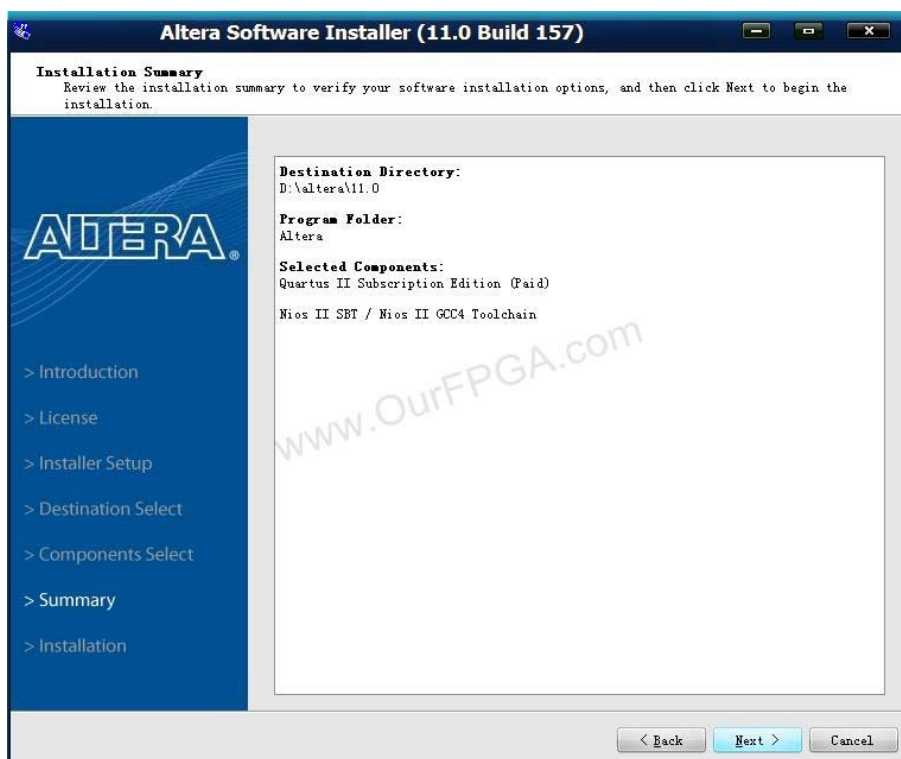 Altera Software Installer (11.0 Build 157)
Installation Summary
Review the installation summary to verify your software installation options, and then click Next to begin the
installation.
ALTERA®
> Introduction
> License
> Installer Setup
> Destination Select
> Components Select
> Summary
> Installation
Destination Directory:
D:\altera\11.0
Program Folder:
Altera
Selected Components:
Quartus II Subscription Edition (Paid)
Nios II SBT / Nios II GCC4 Toolchain
www.OurFPGA.com
< Back
Next >
Cancel